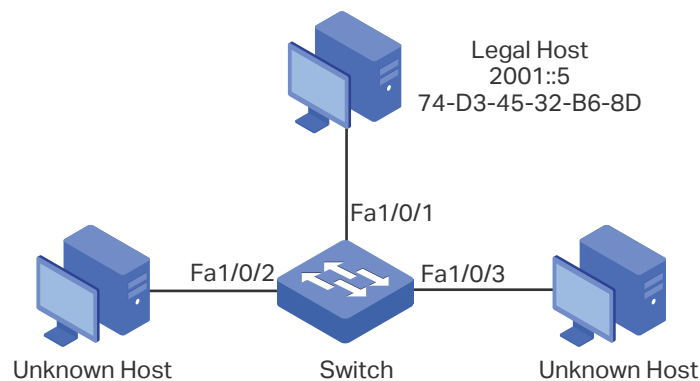 Legal Host
2001::5
74-D3-45-32-B6-8D
Fa1/0/1
Fa1/0/2
Fa1/0/3
Unknown Host
Switch
Unknown Host